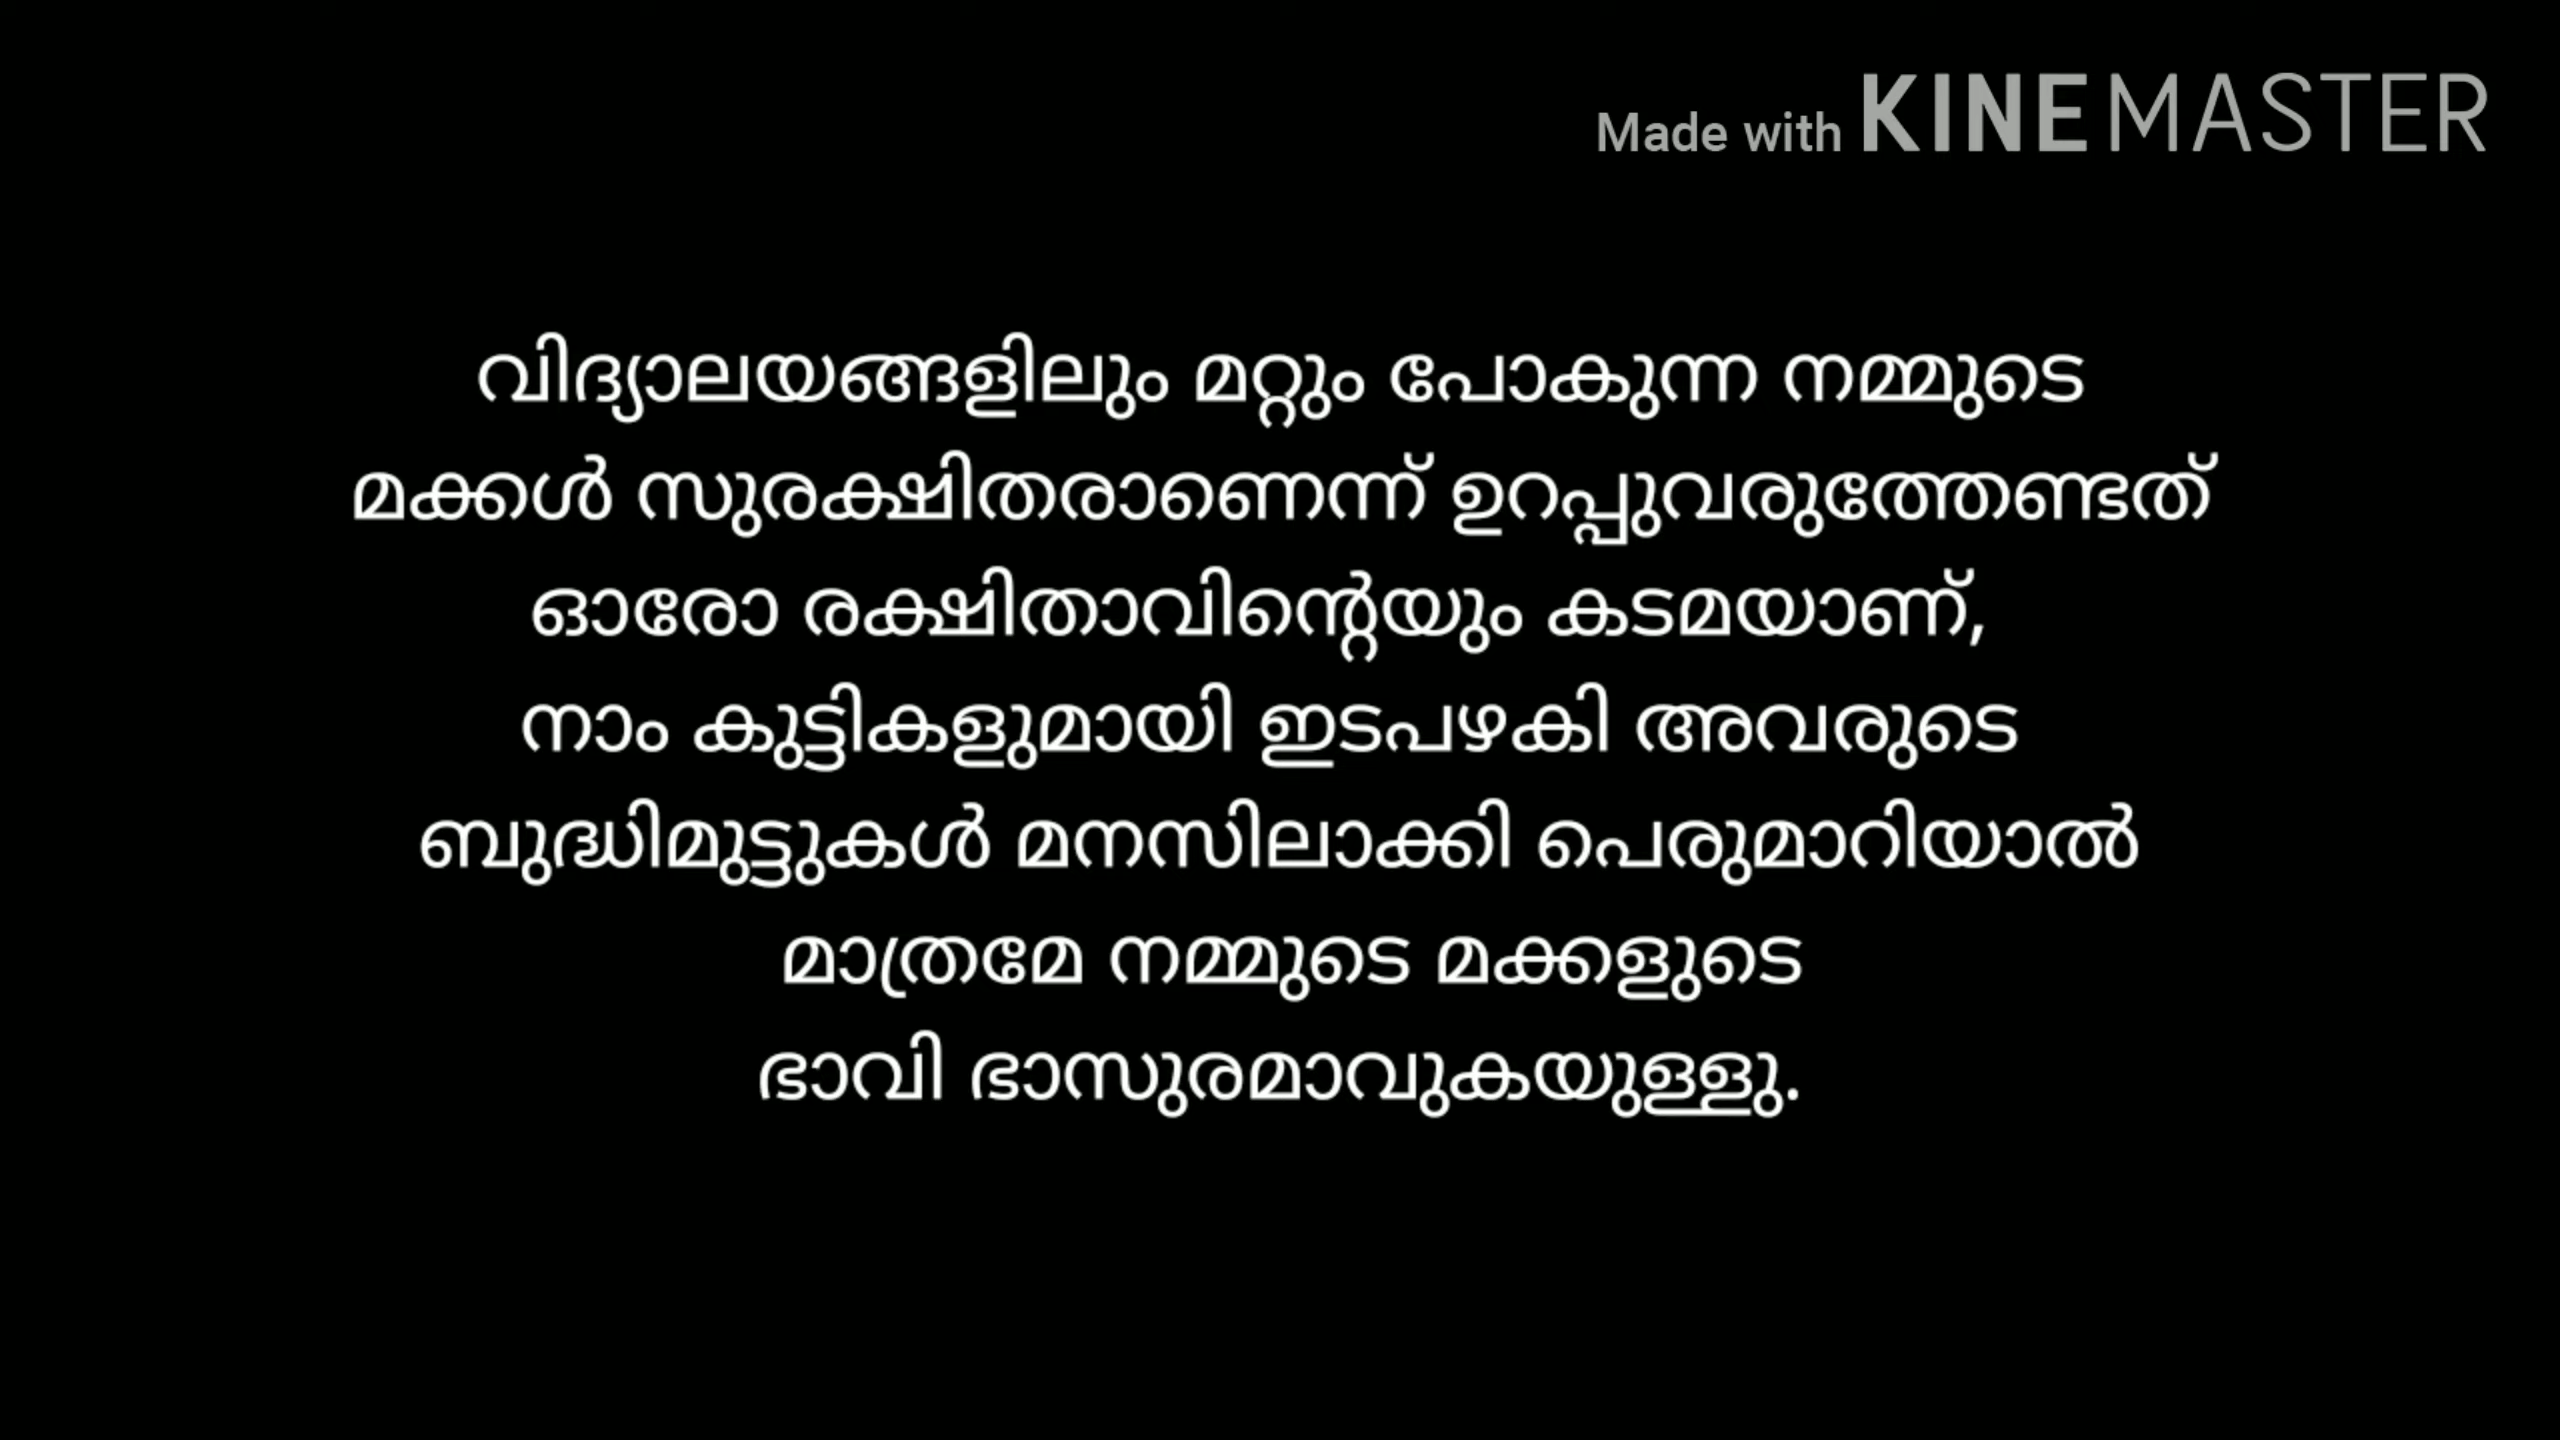 Made with KINEMASTER
വിദ്യാലയങ്ങളിലും മറ്റും പോകുന്ന നമ്മുടെ
മക്കൾ സുരക്ഷിതരാണെന്ന് ഉറപ്പുവരുത്തേണ്ടത്
ഓരോ രക്ഷിതാവിന്റെയും കടമയാണ്,
നാം കുട്ടികളുമായി ഇടപഴകി അവരുടെ
ബുദ്ധിമുട്ടുകൾ മനസിലാക്കി പെരുമാറിയാൽ
മാത്രമേ നമ്മുടെ മക്കളുടെ
ഭാവി ഭാസുരമാവുകയുള്ളു.